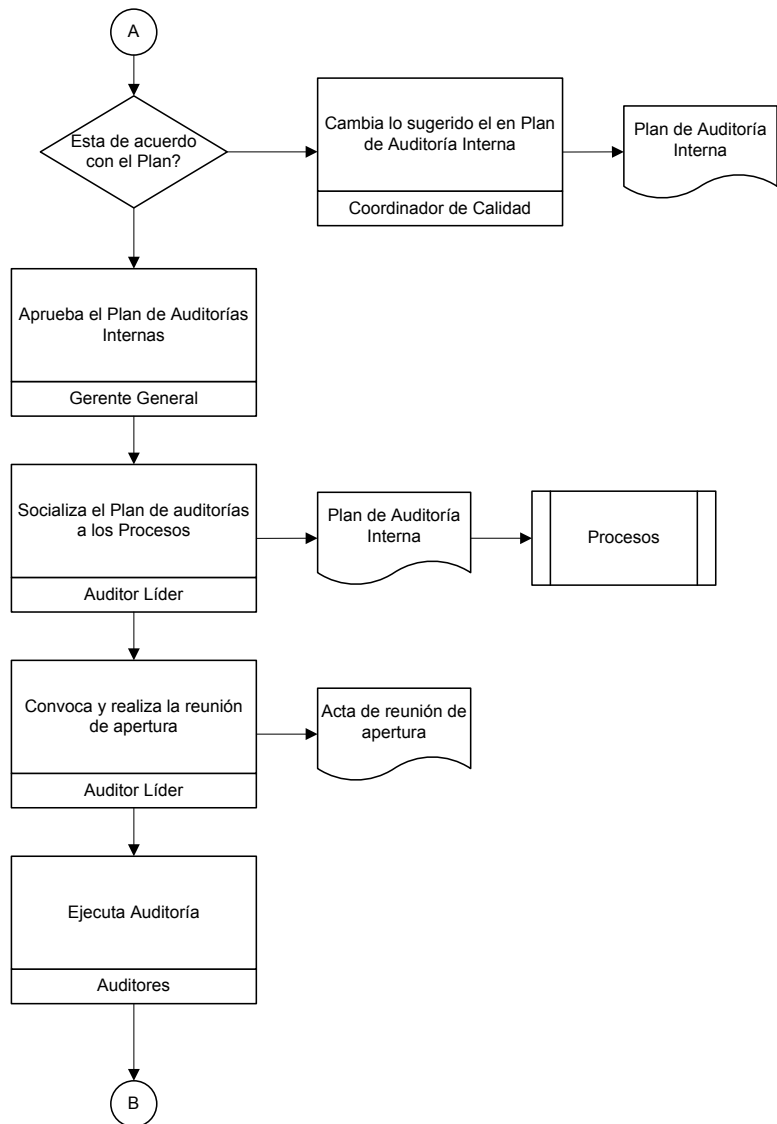 A
Esta de acuerdo
con el Plan?
Cambia lo sugerido el en Plan
de Auditoría Interna
Coordinador de Calidad
Plan de Auditoría
Interna
Aprueba el Plan de Auditorías
Internas
Gerente General
Socializa el Plan de auditorías
a los Procesos
Auditor Líder
Plan de Auditoría
Interna
Procesos
Convoca y realiza la reunión
de apertura
Auditor Líder
Acta de reunión de
apertura
Ejecuta Auditoría
Auditores
B